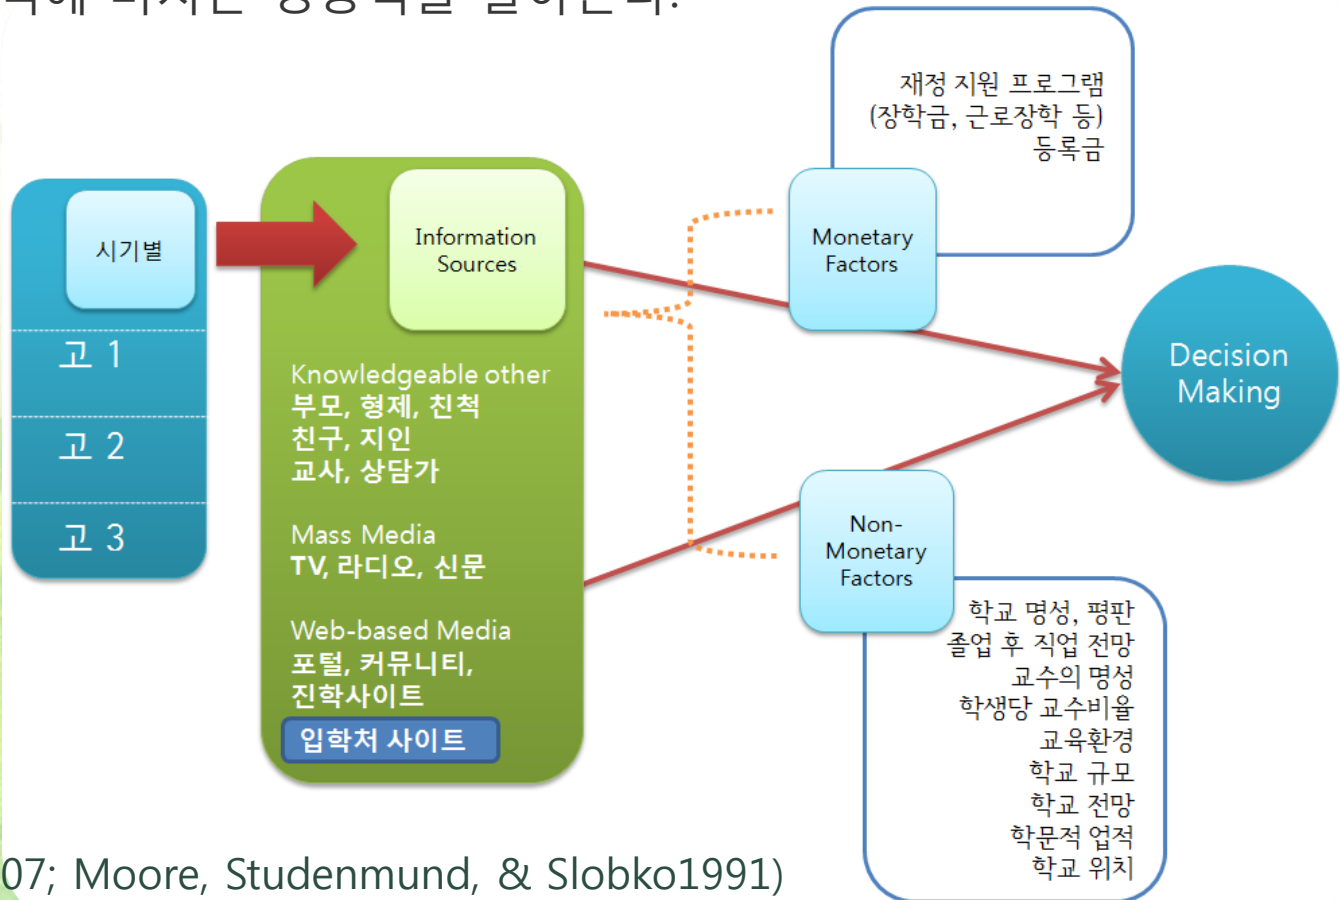 시기별
고 1
고 2
고 3
Information
Sources
Knowledgeable other
부모, 형제, 친척
친구, 지인
교사, 상담가
Mass Media
TV, 라디오, 신문
Web-based Media
포털, 커뮤니티,
진학사이트
입학처 사이트
재정 지원 프로그램
(장학금, 근로장학 등)
등록금
Monetary
Factors
Non-
Monetary
Factors
학교 명성, 평판
졸업 후 직업 전망
교수의 명성
학생당 교수비율
교육환경
학교 규모
학교 전망
학문적 업적
학교 위치
Decision
Making
07; Moore, Studenmund, & Slobko1991)